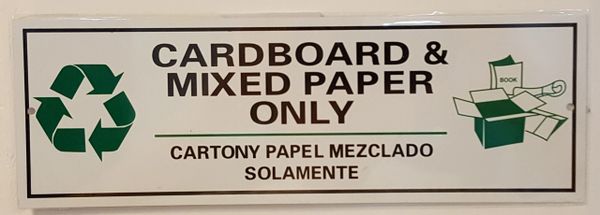 CARDBOARD &
MIXED PAPER
ONLY
BOOK
CARTONY PAPEL MEZCLADO
SOLAMENTE